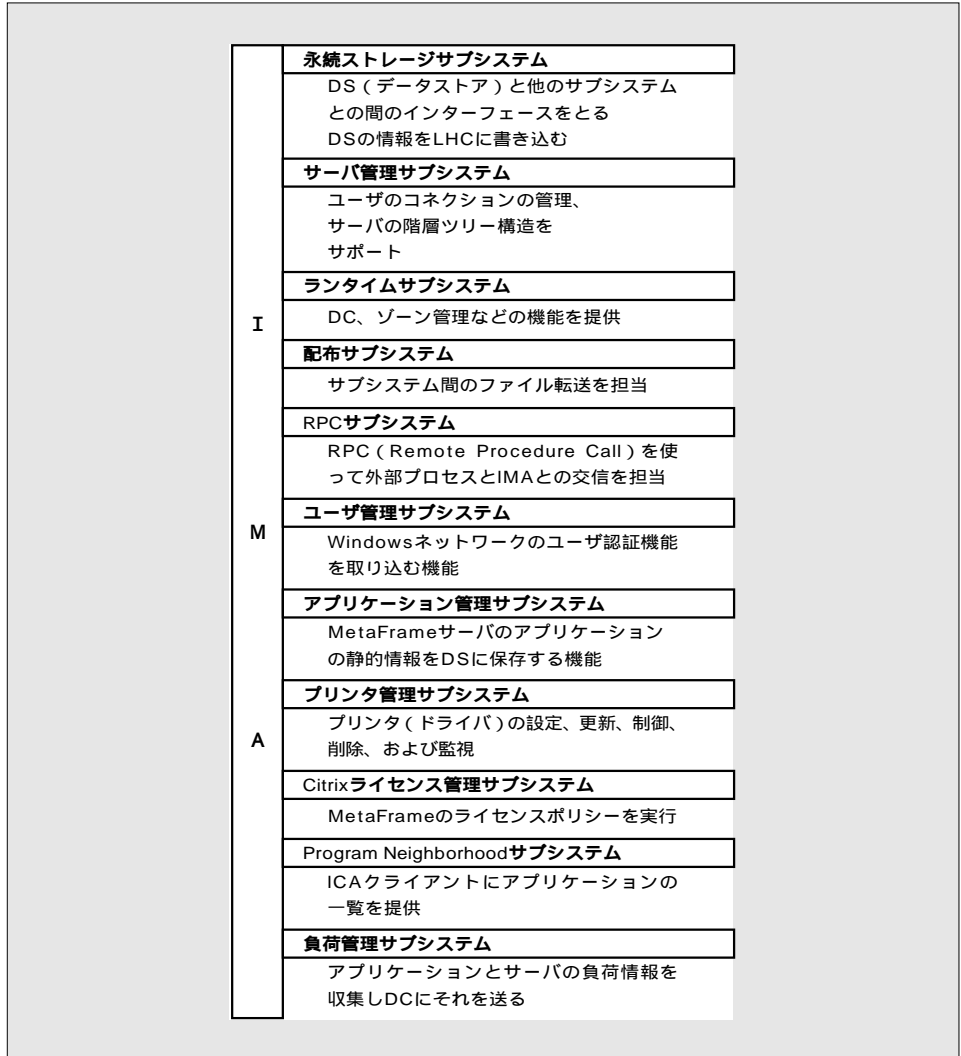 永続ストレージサブシステム
DS（データストア）と他のサブシステム
との間のインターフェースをとる
DSの情報をLHCに書き込む
サーバ管理サブシステム
ユーザのコネクションの管理、
サーバの階層ツリー構造を
サポート
ランタイムサブシステム
I
DC、ゾーン管理などの機能を提供
配布サブシステム
サブシステム間のファイル転送を担当
RPCサブシステム
RPC（Remote Procedure Call）を使
って外部プロセスとIMAとの交信を担当
ユーザ管理サブシステム
M
Windowsネットワークのユーザ認証機能
を取り込む機能
アプリケーション管理サブシステム
MetaFrameサーバのアプリケーション
の静的情報をDSに保存する機能
プリンタ管理サブシステム
プリンタ（ドライバ）の設定、更新、制御、
A
削除、および監視
Citrixライセンス管理サブシステム
MetaFrameのライセンスポリシーを実行
Program Neighborhoodサブシステム
ICAクライアントにアプリケーションの
一覧を提供
負荷管理サブシステム
アプリケーションとサーバの負荷情報を
収集しDCにそれを送る